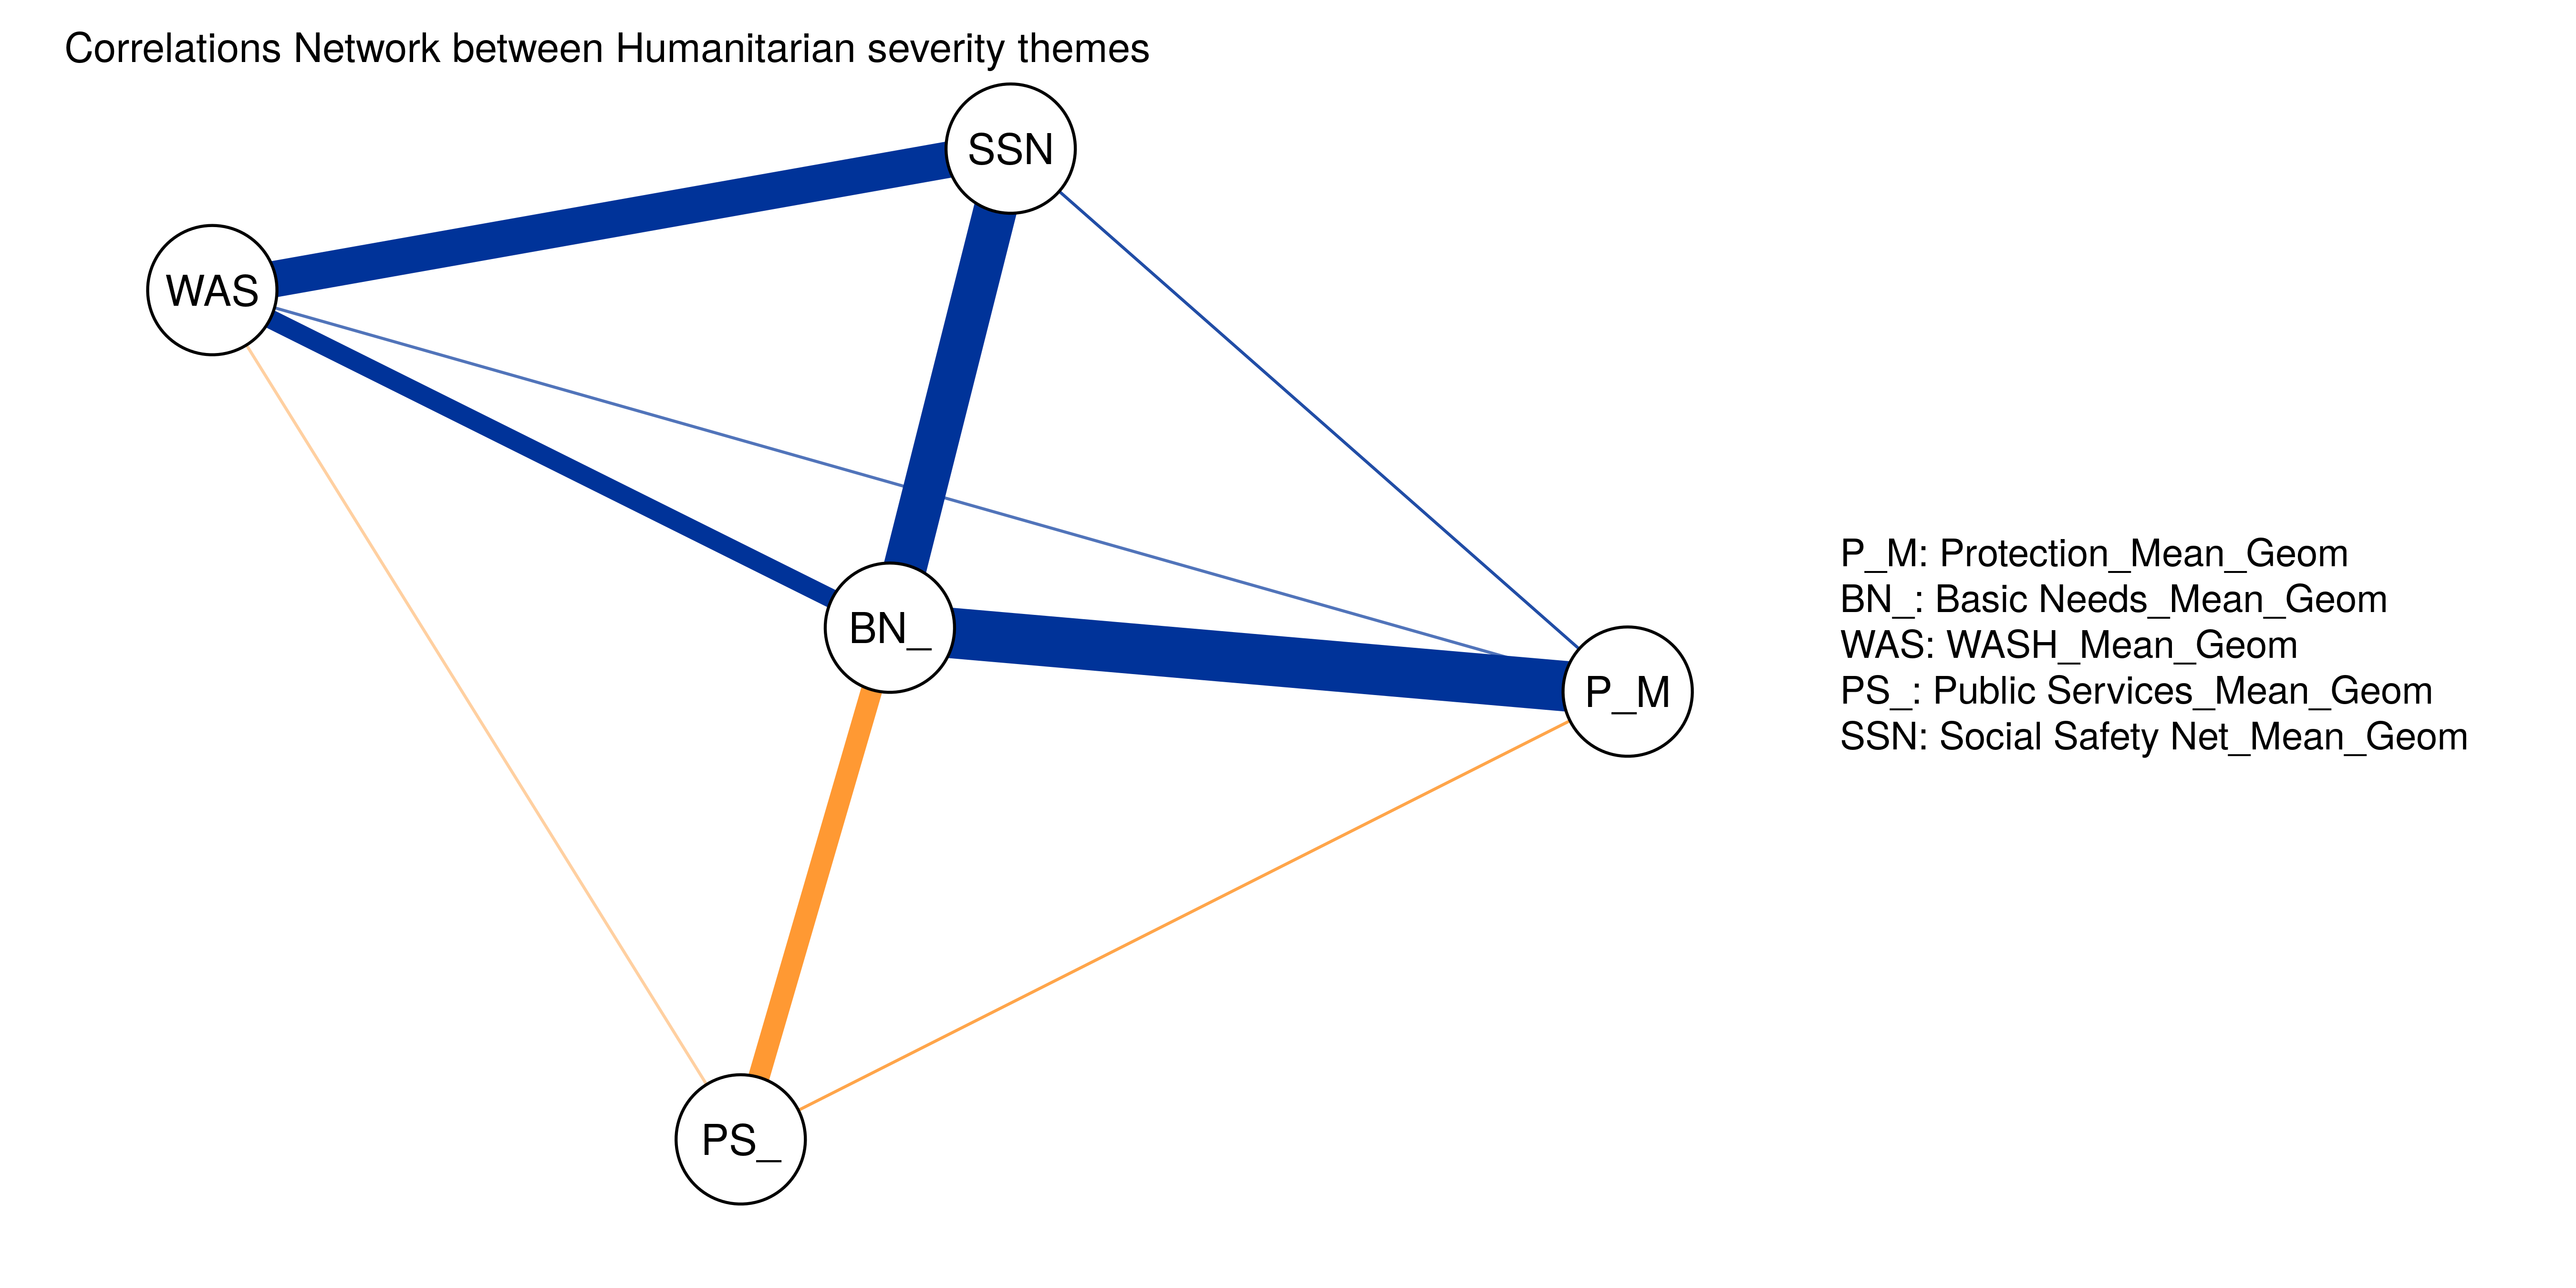 Correlations Network between Humanitarian severity themes
SSN
WAS
BN_
P_M
PS_
P_M: Protection_Mean_Geom
BN_: Basic Needs_Mean_Geom
WAS: WASH_Mean_Geom
PS_: Public Services_Mean_Geom
SSN: Social Safety Net_Mean_Geom